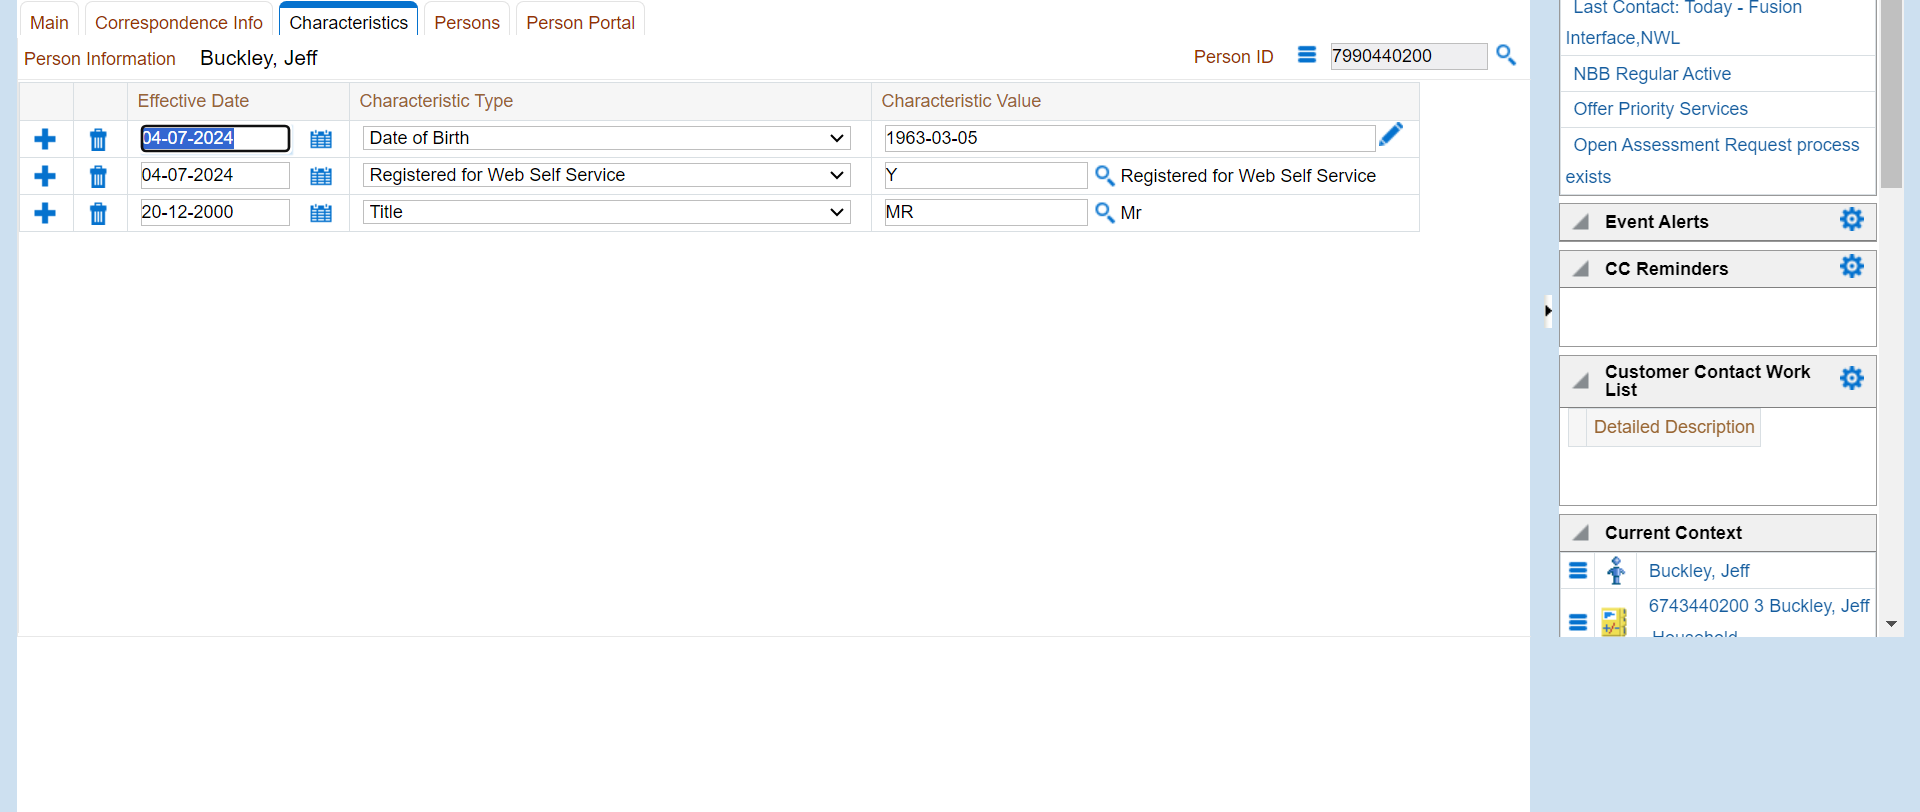 Main Correspondence Info Characteristics Persons Person Portal
Person Information Buckley, Jeff Person ID 7990440200
Effective Date Characteristic Type Characteristic Value
04-07-2024 Date of Birth 1963-03-05
04-07-2024 Registered for Web Self Service Y Registered for Web Self Service
20-12-2000 Title MR Mr
Last Contact: Today - Fusion
Interface,NWL
NBB Regular Active
Offer Priority Services
Open Assessment Request process
exists
Event Alerts
CC Reminders
Customer Contact Work
List
Detailed Description
Current Context
Buckley, Jeff
6743440200 3 Buckley, Jeff
Household